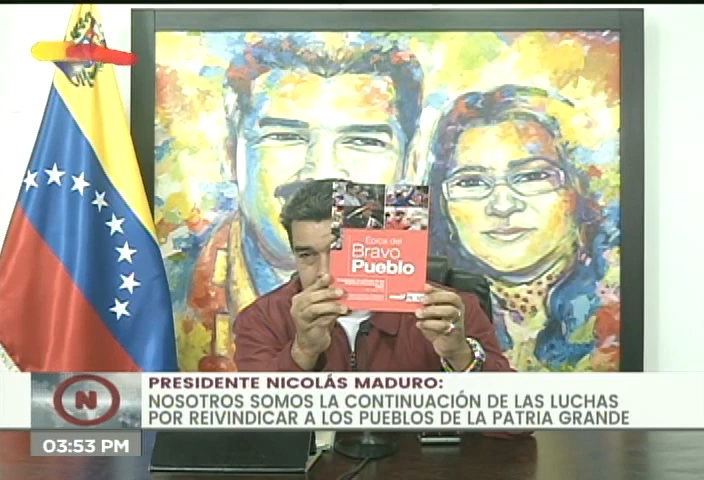 Épica del
Bravo
Pueblo
PRESIDENTE NICOLÁS MADURO:
NOSOTROS SOMOS LA CONTINUACIÓN DE LAS LUCHAS
POR REIVINDICAR A LOS PUEBLOS DE LA PATRIA GRANDE
N
03:53 PM